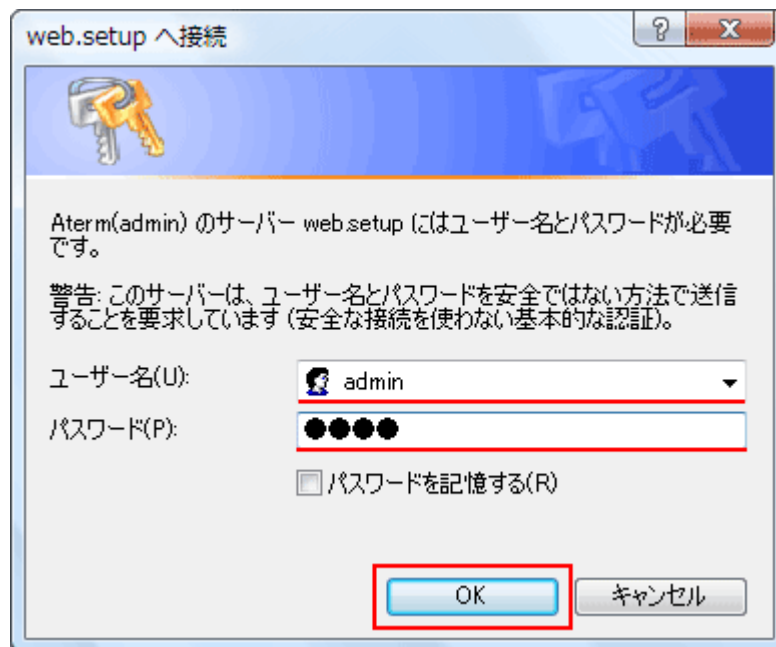 web.setup へ接続
Aterm(admin) のサーバー web.setup にはユーザー名とパスワードが必要
です。
警告: このサーバーは、ユーザー名とパスワードを安全ではない方法で送信
することを要求しています (安全な接続を使わない基本的な認証)。
ユーザー名(U):
admin
パスワード(P):
●●●●
パスワードを記憶する(R)
OK
キャンセル